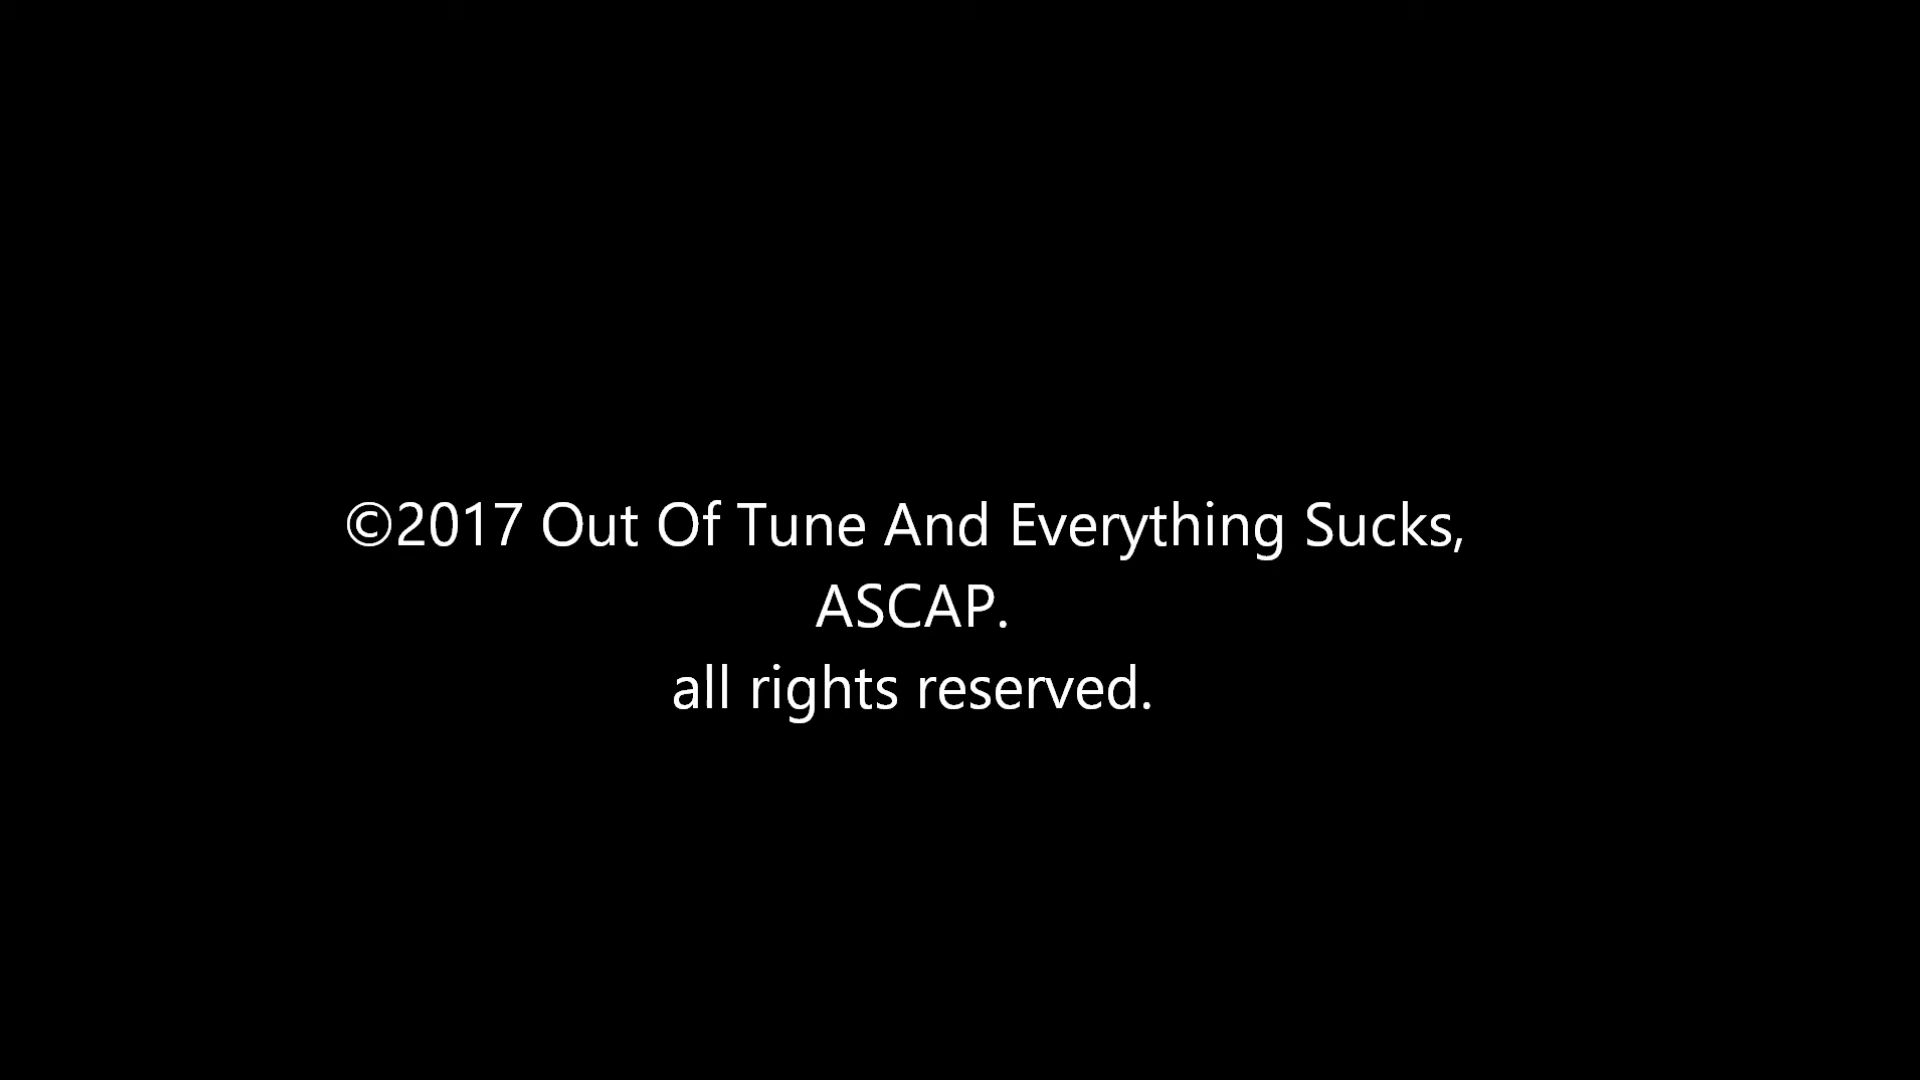 ©2017 Out Of Tune And Everything Sucks,
ASCAP.
all rights reserved.